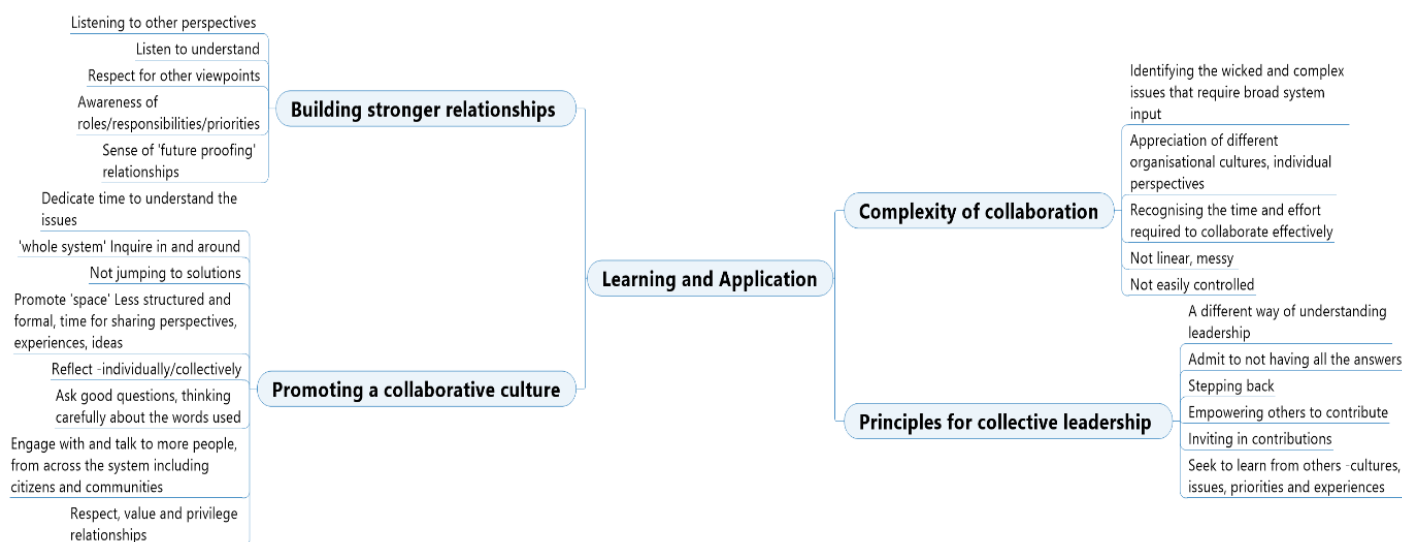 Listening to other perspectives
Listen to understand
Respect for other viewpoints
Awareness of
roles/responsibilities/priorities
Sense of 'future proofing'
relationships
Building stronger relationships
Dedicate time to understand the
issues
'whole system' Inquire in and around
Not jumping to solutions
Promote 'space' Less structured and
formal, time for sharing perspectives,
experiences, ideas
Reflect -individually/collectively
Ask good questions, thinking
carefully about the words used
Engage with and talk to more people,
from across the system including
citizens and communities
Respect, value and privilege
relationships
Promoting a collaborative culture
Learning and Application
Complexity of collaboration
Identifying the wicked and complex
issues that require broad system
input
Appreciation of different
organisational cultures, individual
perspectives
Recognising the time and effort
required to collaborate effectively
Not linear, messy
Not easily controlled
Principles for collective leadership
A different way of understanding
leadership
Admit to not having all the answers
Stepping back
Empowering others to contribute
Inviting in contributions
Seek to learn from others -cultures,
issues, priorities and experiences